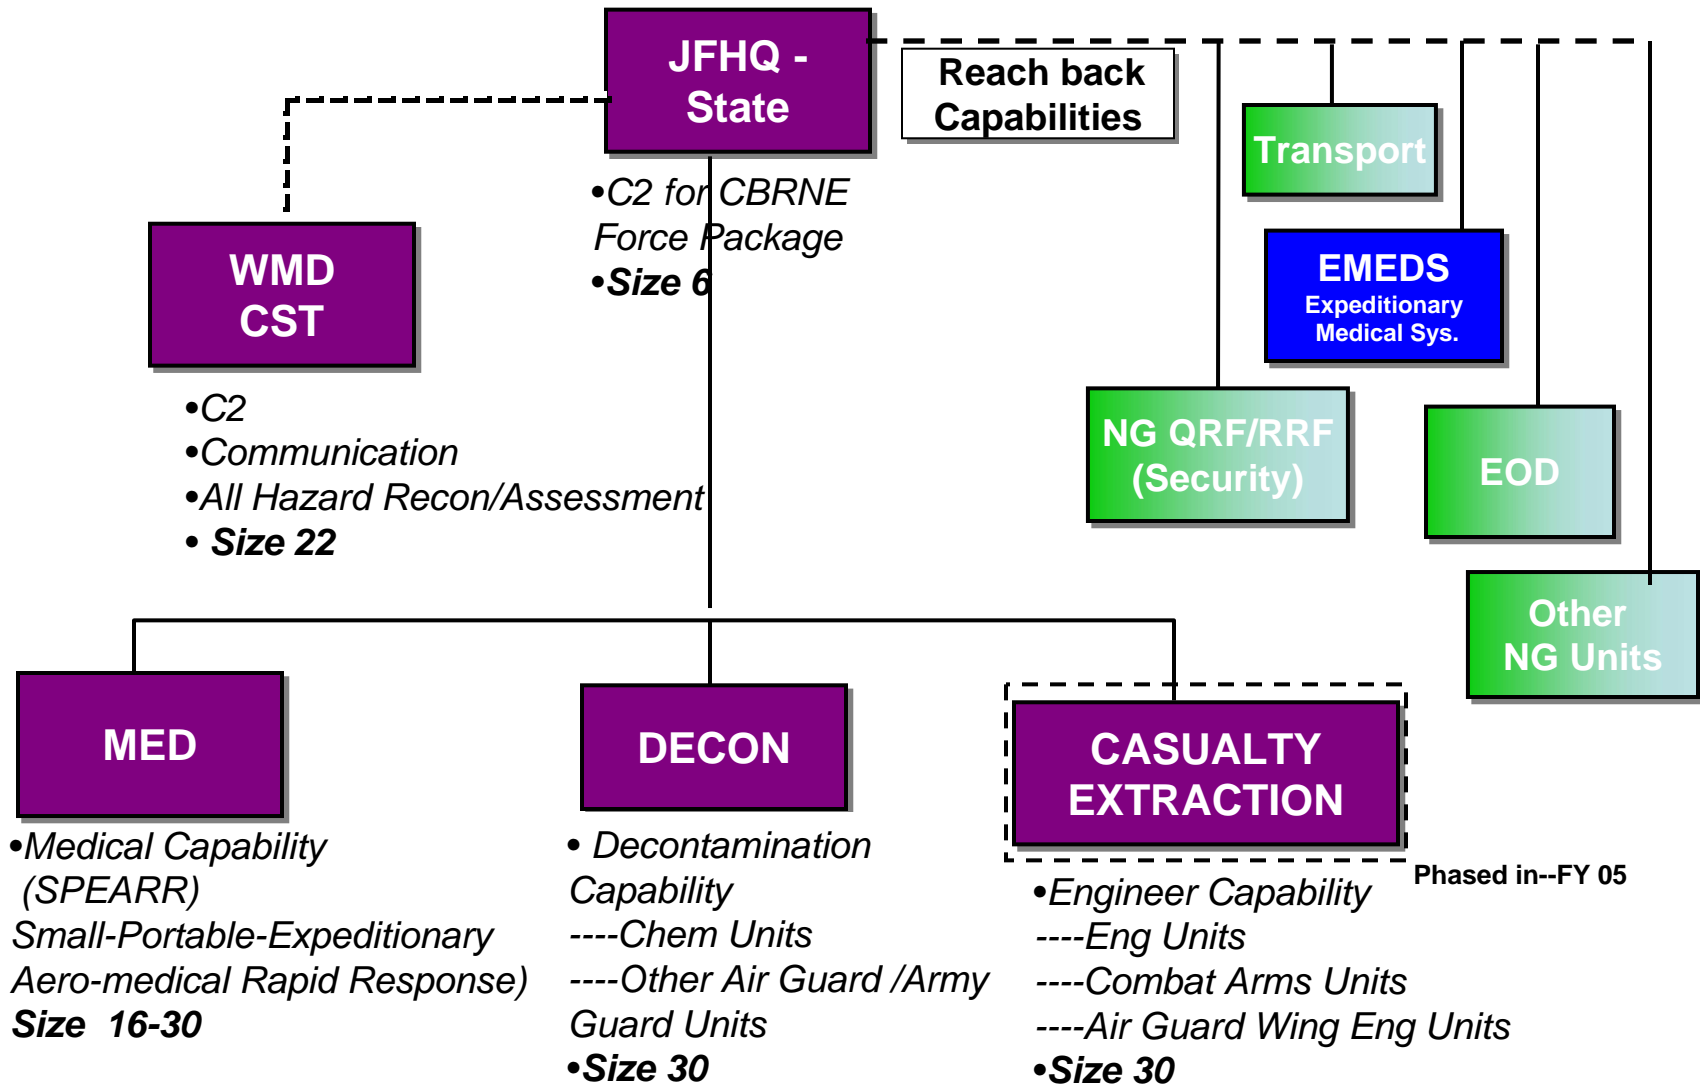 JFHQ -
State
Reach back
Capabilities
•C2 for CBRNE
Force Package
•Size 6
WMD
CST
•C2
•Communication
•All Hazard Recon/Assessment
• Size 22
Transport
EMEDS
Expeditionary
Medical Sys.
NG QRF/RRF
(Security)
EOD
Other
NG Units
MED
•Medical Capability
(SPEARR)
Small-Portable-Expeditionary
Aero-medical Rapid Response)
Size 16-30
DECON
• Decontamination
Capability
----Chem Units
----Other Air Guard /Army
Guard Units
•Size 30
CASUALTY
EXTRACTION
Phased in--FY 05
•Engineer Capability
----Eng Units
----Combat Arms Units
----Air Guard Wing Eng Units
•Size 30